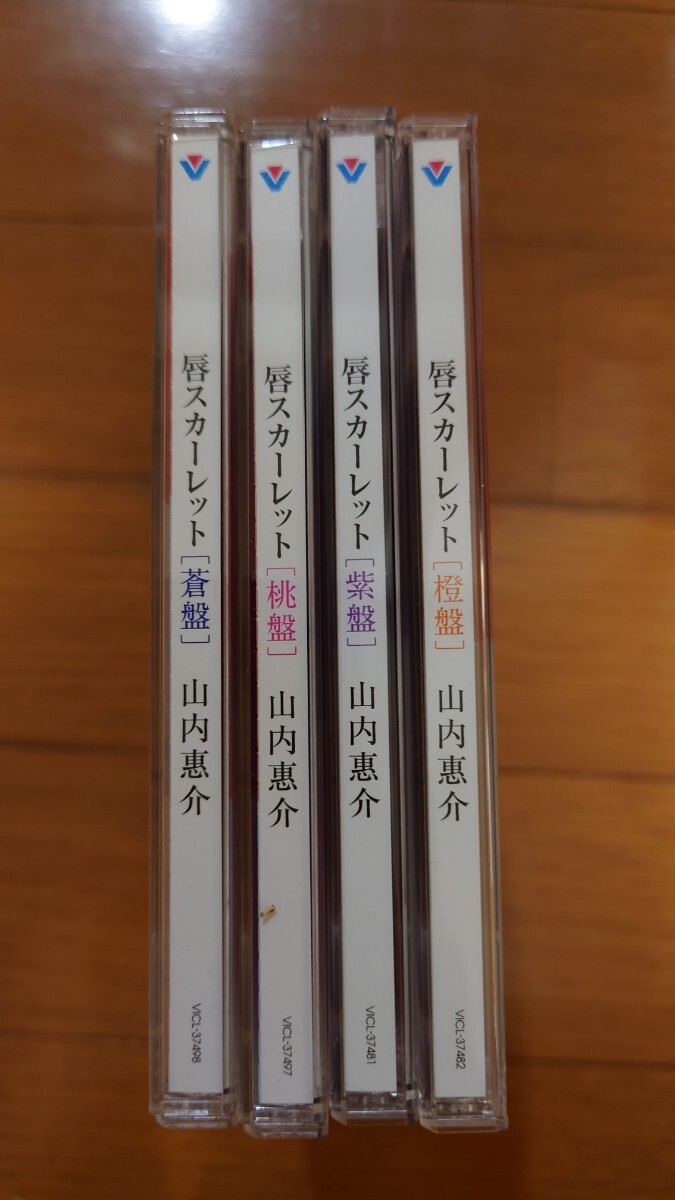 唇スカーレット［蒼盤］ 山内惠介
VICL-37498
唇スカーレット［桃盤］ 山内惠介
VICL-37497
唇スカーレット［紫盤］ 山内惠介
VICL-37481
唇スカーレット［橙盤］ 山内惠介
VICL-37482